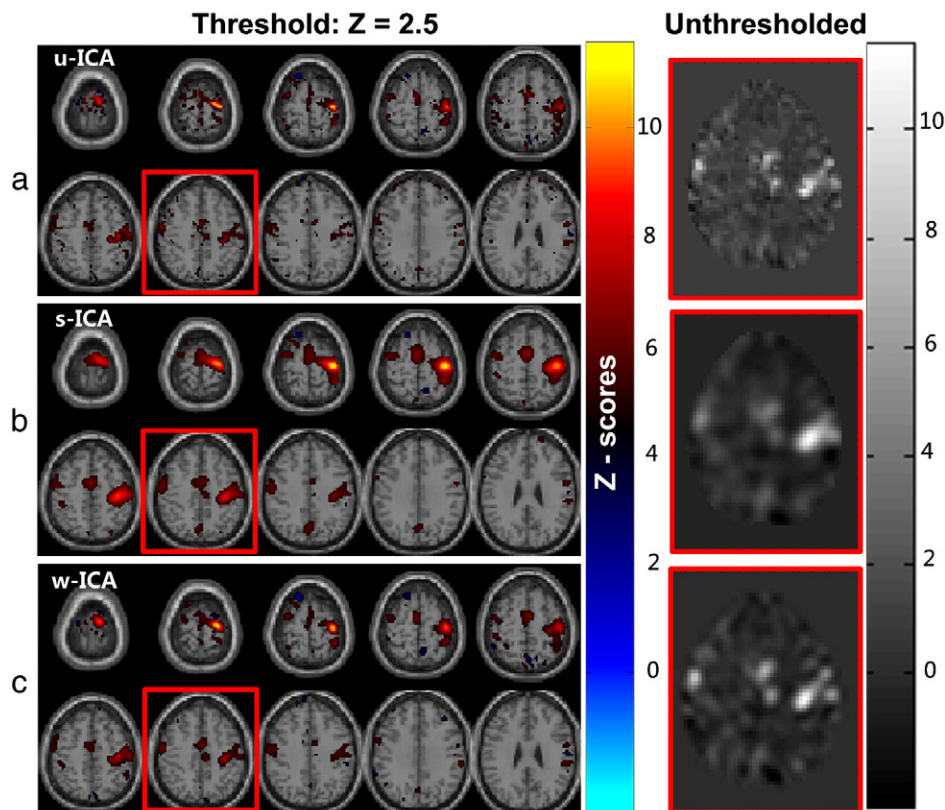 Threshold: Z = 2.5
Unthresholded
u-ICA
a
s-ICA
b
w-ICA
c
10
8
6
4
2
0
Z - scores
10
8
6
4
2
0